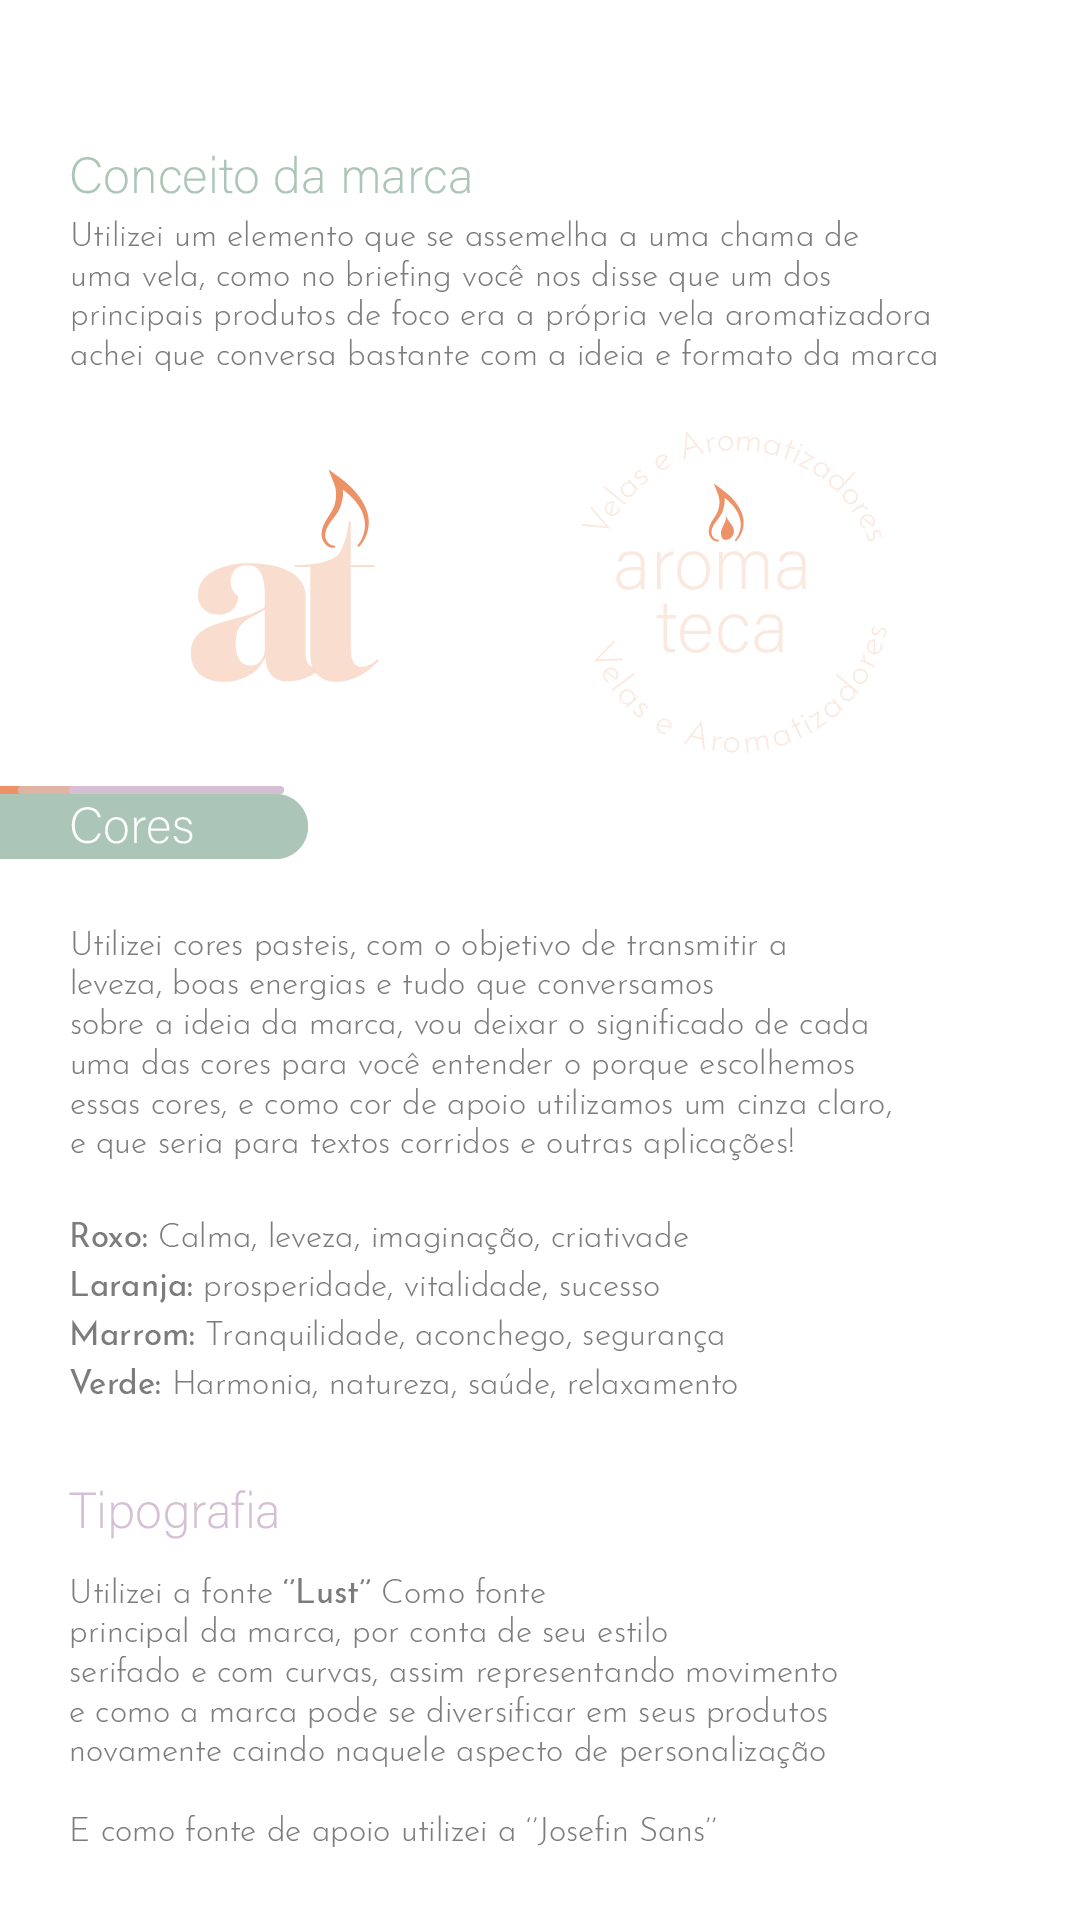 Conceito da marca
Utilizei um elemento que se assemelha a uma chama de
uma vela, como no briefing você nos disse que um dos
principais produtos de foco era a própria vela aromatizadora
achei que conversa bastante com a ideia e formato da marca
at
Velas e Aromatizadores
aroma
teca
Velas e Aromatizadores
Cores
Utilizei cores pasteis, com o objetivo de transmitir a
leveza, boas energias e tudo que conversamos
sobre a ideia da marca, vou deixar o significado de cada
uma das cores para você entender o porque escolhemos
essas cores, e como cor de apoio utilizamos um cinza claro,
e que seria para textos corridos e outras aplicações!
Roxo: Calma, leveza, imaginação, criativade
Laranja: prosperidade, vitalidade, sucesso
Marrom: Tranquilidade, aconchego, segurança
Verde: Harmonia, natureza, saúde, relaxamento
Tipografia
Utilizei a fonte ‘’Lust’’ Como fonte
principal da marca, por conta de seu estilo
serifado e com curvas, assim representando movimento
e como a marca pode se diversificar em seus produtos
novamente caindo naquele aspecto de personalização
E como fonte de apoio utilizei a ‘’Josefin Sans’’